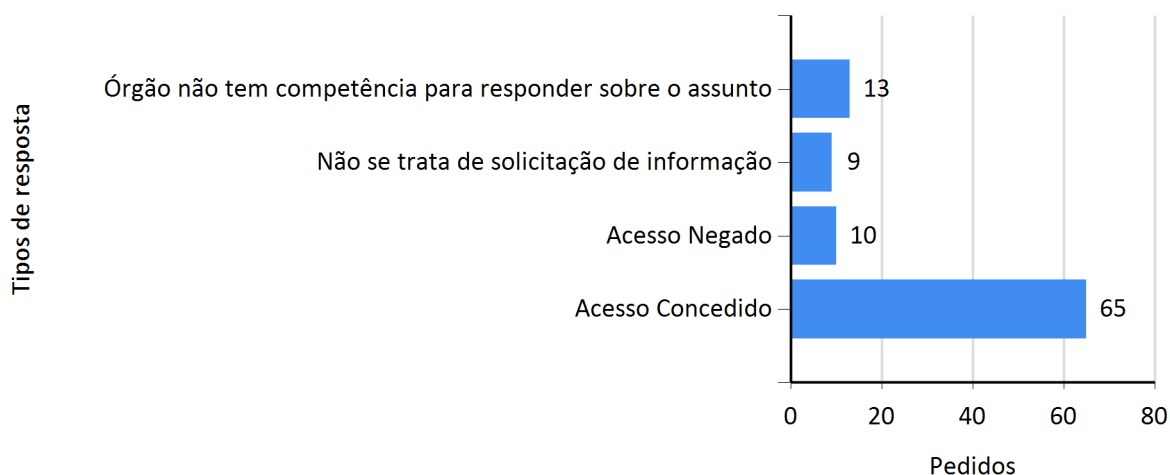 Tipos de resposta
Órgão não tem competência para responder sobre o assunto
13
Não se trata de solicitação de informação
9
Acesso Negado
10
Acesso Concedido
65
0 20 40 60 80
Pedidos